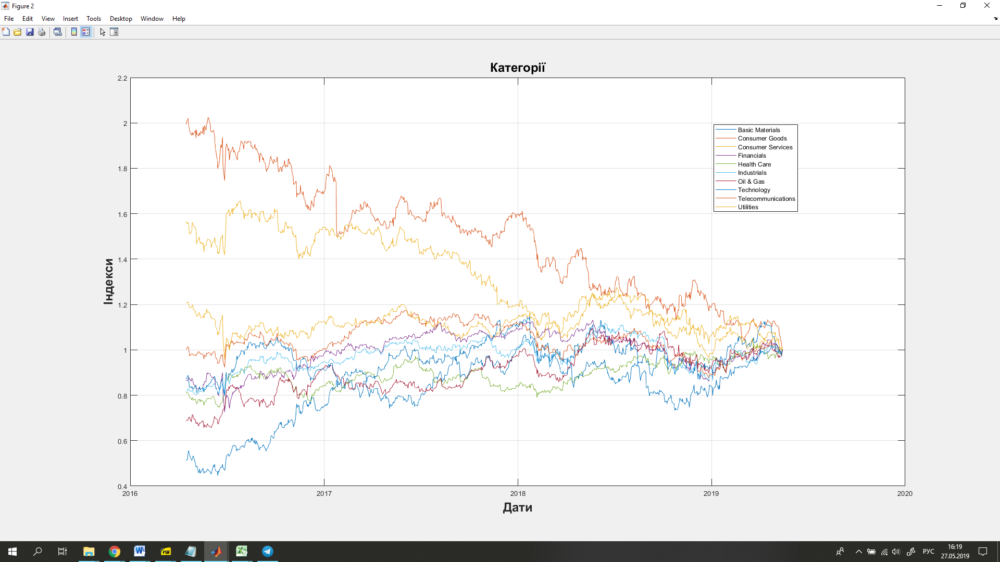 Figure 2
File Edit View Insert Tools Desktop Window Help
Категорії
2.2
2
1.8
1.6
1.4
1.2
1
0.8
0.6
0.4
Індекси
2016 2017 2018 2019 2020
Дати
Basic Materials
Consumer Goods
Consumer Services
Financials
Health Care
Industrials
Oil & Gas
Technology
Telecommunications
Utilities
PDF
РУС
16:19
27.05.2019